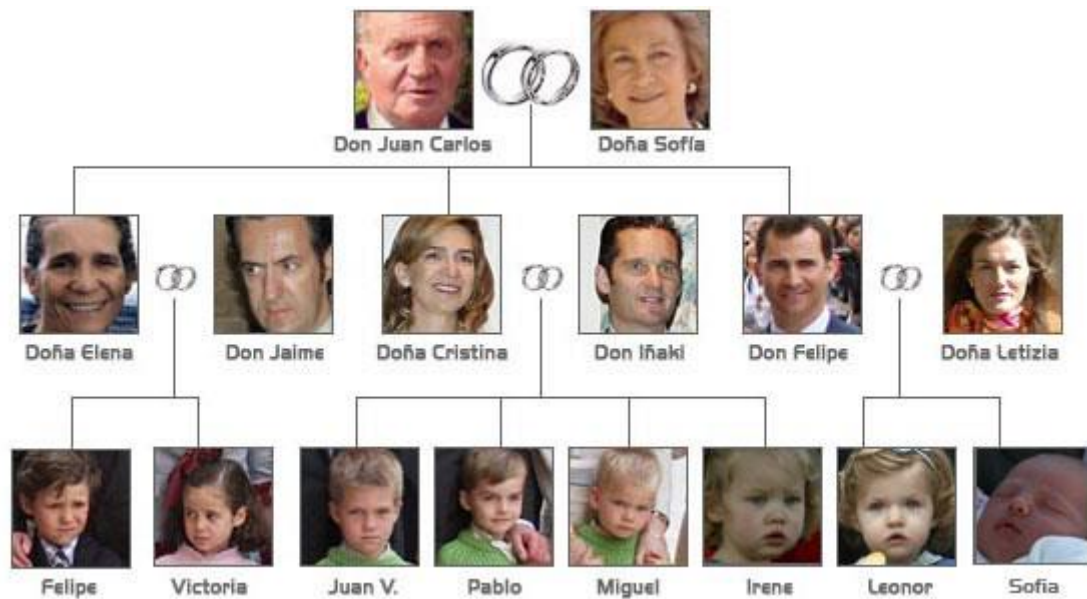 Don Juan Carlos
Doña Sofía
Doña Elena
Don Jaime
Doña Cristina
Don Iñaki
Don Felipe
Doña Letizia
Felipe
Victoria
Juan V.
Pablo
Miguel
Irene
Leonor
Sofia